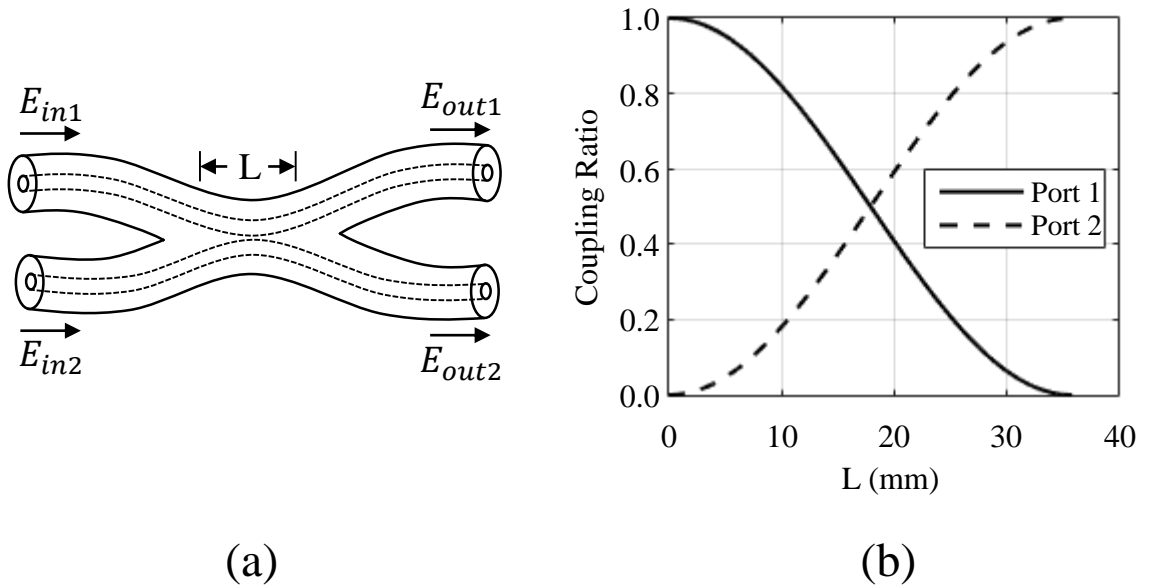 E_in1
E_out1
L
E_in2
E_out2
(a)
1.0
0.8
0.6
0.4
0.2
0.0
Coupling Ratio
Port 1
Port 2
0 10 20 30 40
L (mm)
(b)